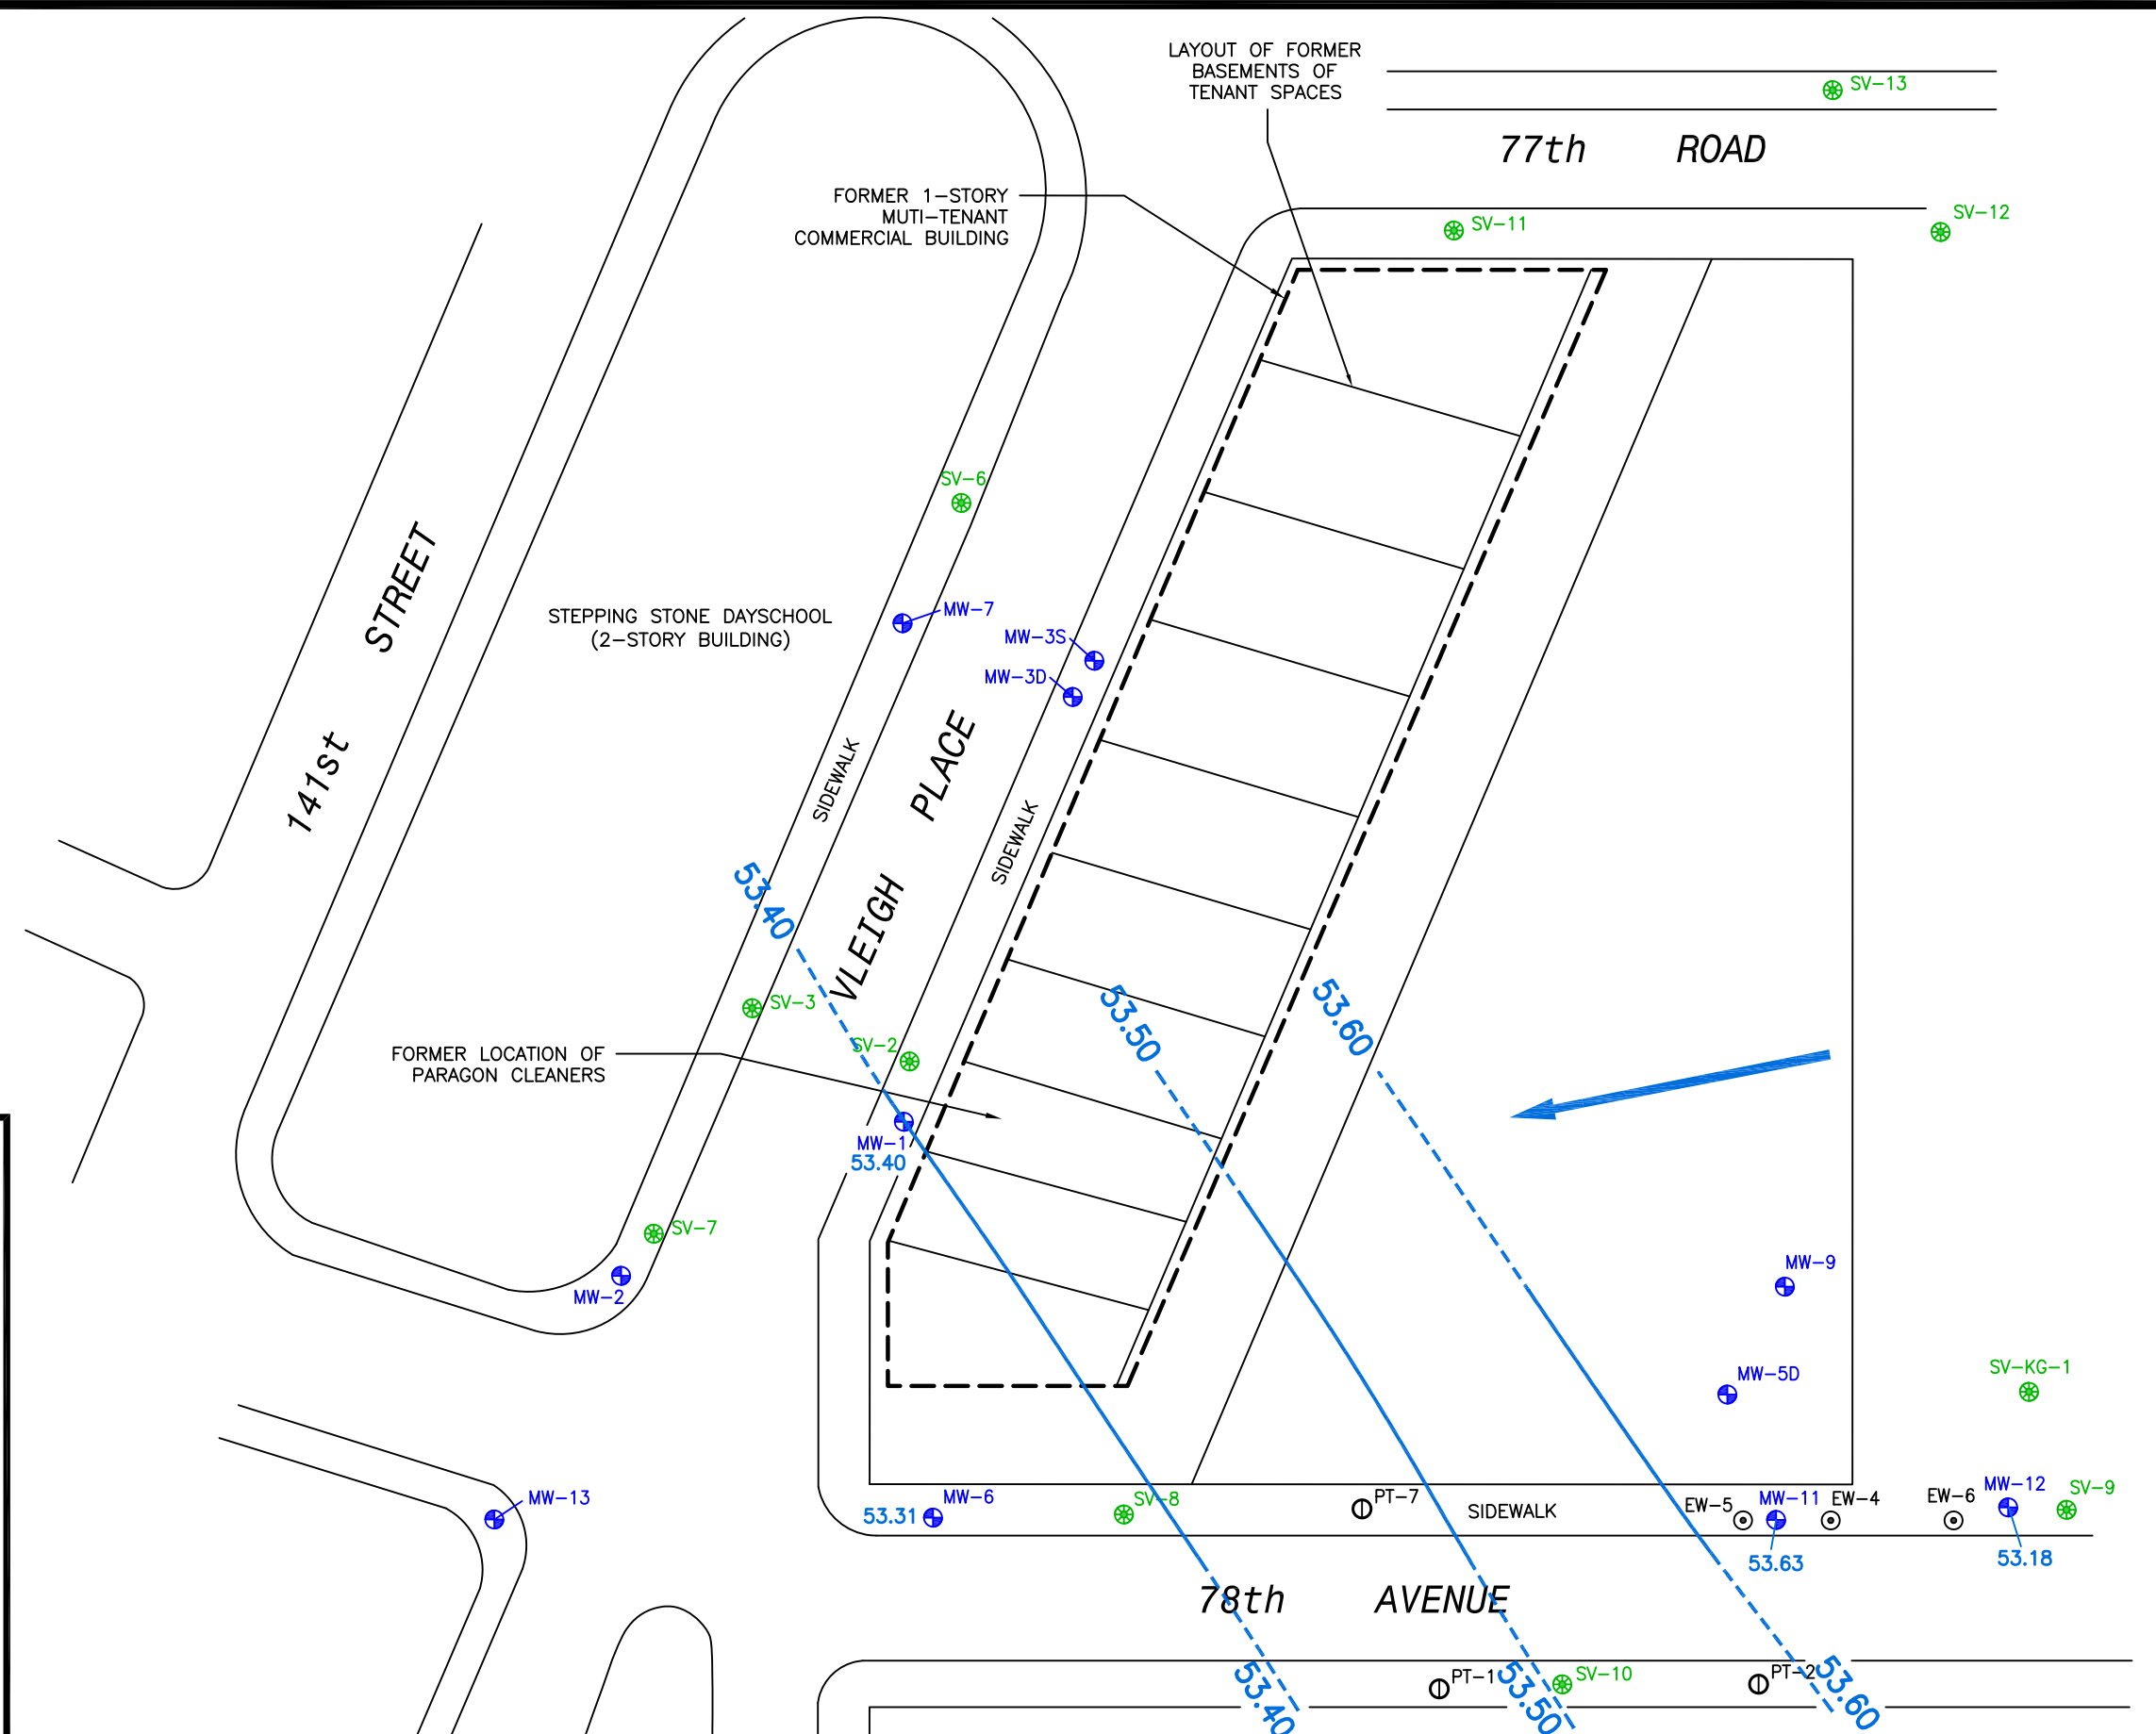 LAYOUT OF FORMER
BASEMENTS OF
TENANT SPACES
SV-13
77th ROAD
FORMER 1-STORY
MUTI-TENANT
COMMERCIAL BUILDING
SV-11
SV-12
SV-6
141st STREET
STEPPING STONE DAYSCHOOL
(2-STORY BUILDING)
MW-7
MW-3S
MW-3D
SIDEWALK
VLEIGH PLACE
SIDEWALK
53.40
53.50
53.60
SV-3
SV-2
FORMER LOCATION OF
PARAGON CLEANERS
MW-1
53.40
SV-7
MW-2
MW-9
MW-5D
SV-KG-1
MW-13
53.31
MW-6
SV-8
PT-7
SIDEWALK
EW-5
MW-11
EW-4
EW-6
MW-12
SV-9
53.63
53.18
78th AVENUE
PT-1
SV-10
PT-2
53.40
53.50
53.60